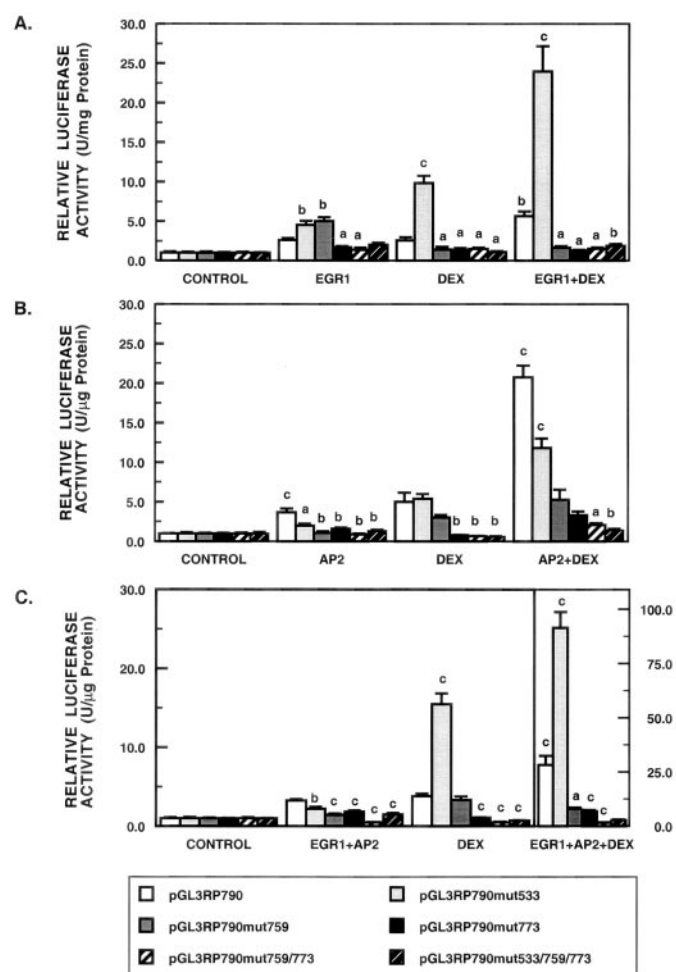 A.
RELATIVE LUCIFERASE
ACTIVITY (U/mg Protein)
30.0
25.0
20.0
15.0
10.0
5.0
0.0
c
c
b
b
b
a
a
a
a
a
a
a
a
a
b
CONTROL
EGR1
DEX
EGR1+DEX
B.
RELATIVE LUCIFERASE
ACTIVITY (U/µg Protein)
30.0
25.0
20.0
15.0
10.0
5.0
0.0
c
c
c
a
b
b
b
b
b
b
b
a
b
CONTROL
AP2
DEX
AP2+DEX
C.
RELATIVE LUCIFERASE
ACTIVITY (U/µg Protein)
30.0
20.0
10.0
0.0
100.0
75.0
50.0
25.0
0.0
c
c
c
b
c
c
c
c
c
c
c
a
c
c
c
CONTROL
EGR1+AP2
DEX
EGR1+AP2+DEX
pGL3RP790
pGL3RP790mut533
pGL3RP790mut759
pGL3RP790mut773
pGL3RP790mut759/773
pGL3RP790mut533/759/773